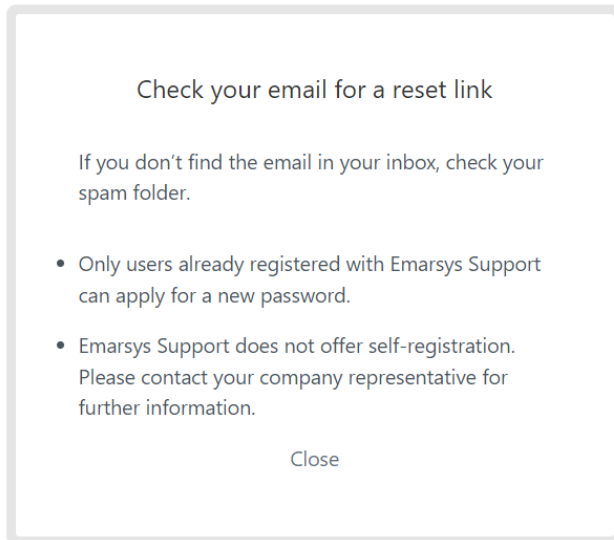 Check your email for a reset link
If you don’t find the email in your inbox, check your
spam folder.
• Only users already registered with Emarsys Support
can apply for a new password.
• Emarsys Support does not offer self-registration.
Please contact your company representative for
further information.
Close